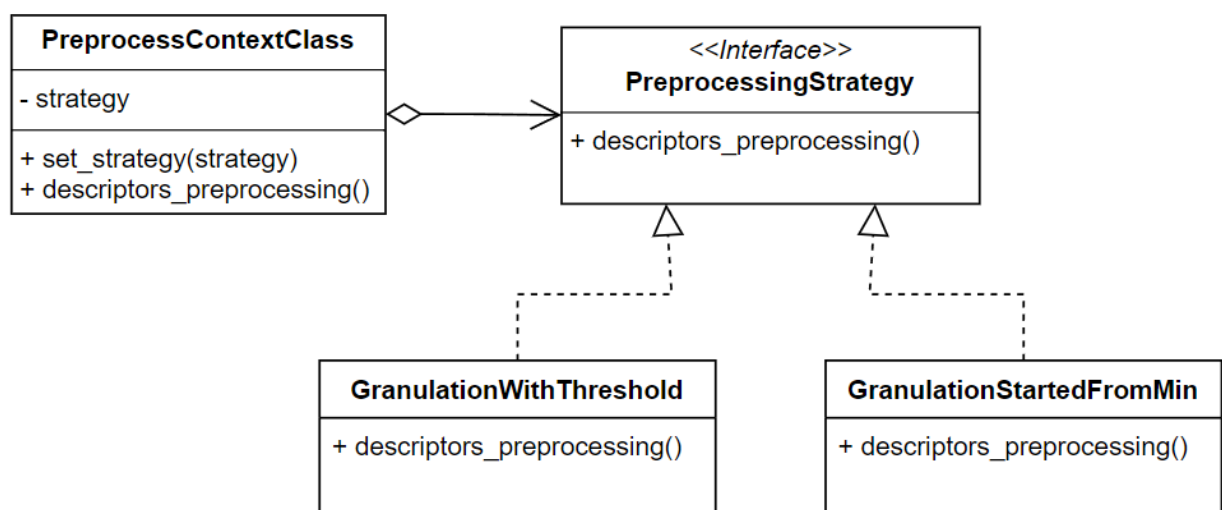 PreprocessContextClass
- strategy
+ set_strategy(strategy)
+ descriptors_preprocessing()
<<Interface>>
PreprocessingStrategy
+ descriptors_preprocessing()
GranulationWithThreshold
+ descriptors_preprocessing()
GranulationStartedFromMin
+ descriptors_preprocessing()